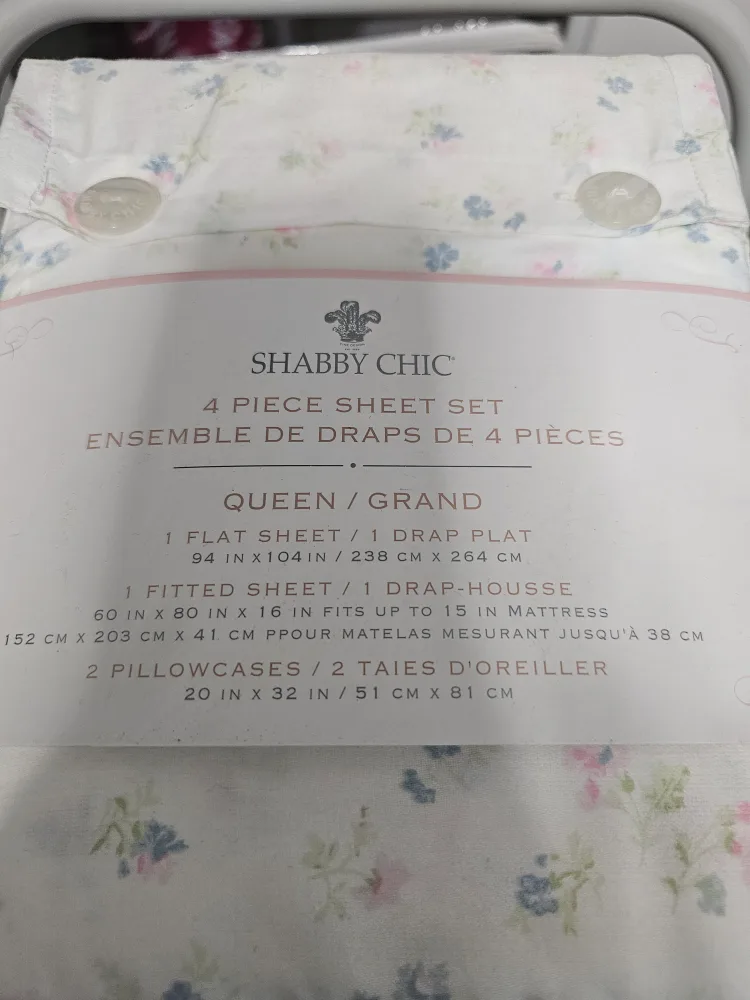 SHABBY CHIC
4 PIECE SHEET SET
ENSEMBLE DE DRAPS DE 4 PIÈCES
QUEEN / GRAND
1 FLAT SHEET / 1 DRAP PLAT
94 IN X 104 IN / 238 CM X 264 CM
1 FITTED SHEET / 1 DRAP-HOUSSE
60 IN X 80 IN X 16 IN FITS UP TO 15 IN MATTRESS
152 CM X 203 CM X 41 CM PPOUR MATELAS MESURANT JUSQU'À 38 CM
2 PILLOWCASES / 2 TAIES D'OREILLER
20 IN X 32 IN / 51 CM X 81 CM